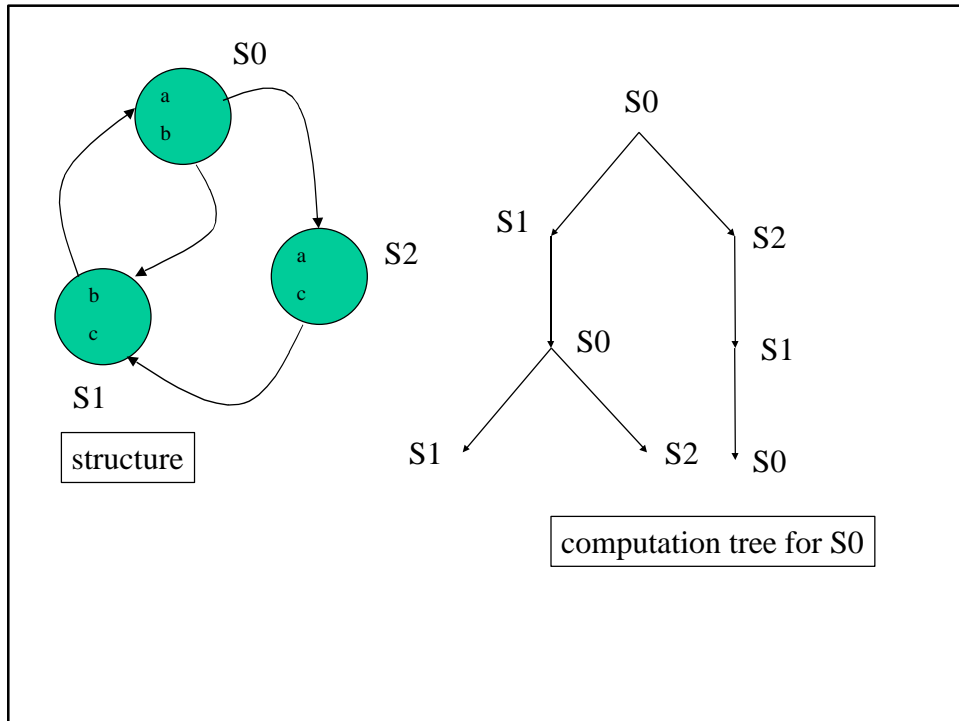 S0
a
b
S2
a
c
b
c
S1
structure
S0
S1
S2
S0
S1
S1
S2
S0
computation tree for S0